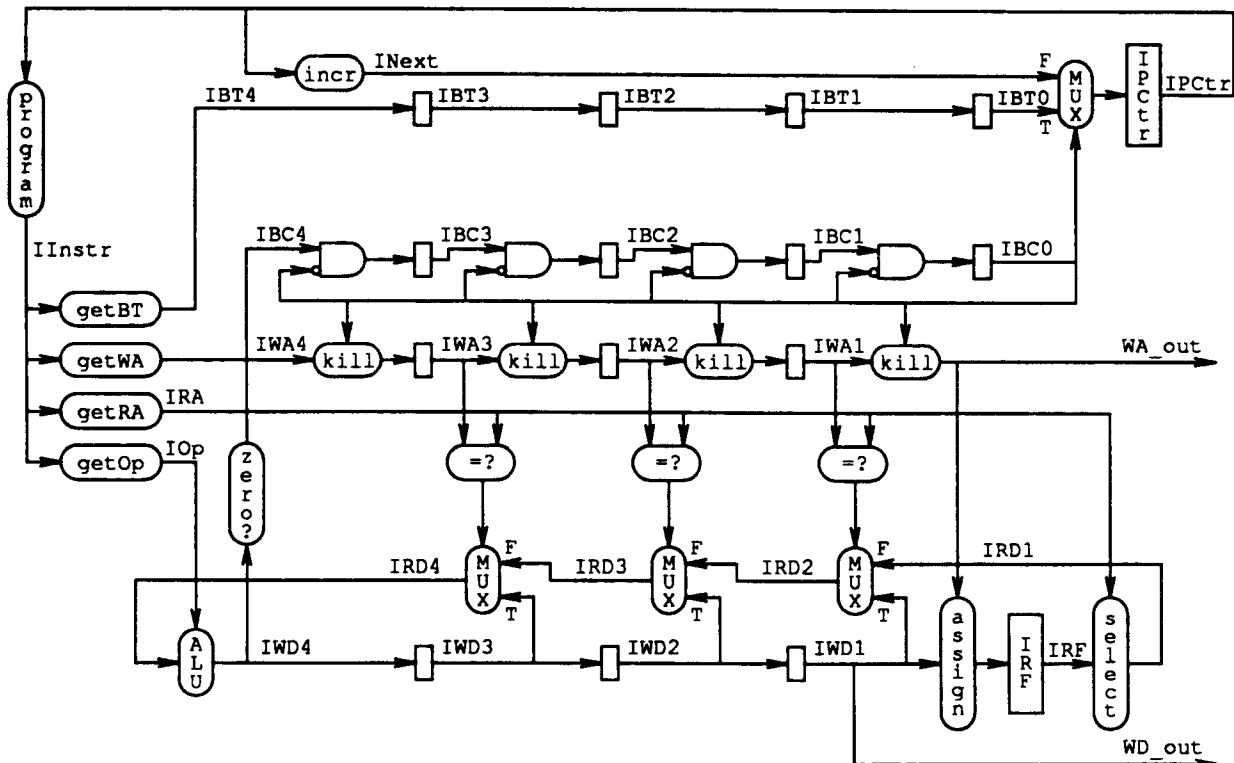 INext
F
incr
MUX
IPCtr
IPCtr
program
IBT4
IBT3
IBT2
IBT1
IBT0
T
IInstr
IBC4
IBC3
IBC2
IBC1
IBC0
getBT
getWA
IWA4
kill
IWA3
kill
IWA2
kill
IWA1
kill
WA_out
getRA
IRA
getOp
IOp
zero?
=?
=?
=?
IRD4
MUX
F
T
IRD3
MUX
F
T
IRD2
MUX
F
T
IRD1
ALU
IWD4
IWD3
IWD2
IWD1
assign
IRF
IRF
select
WD_out